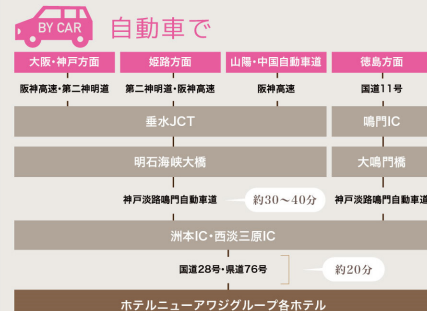 BY CAR 自動車で
大阪・神戸方面 姫路方面 山陽・中国自動車道 徳島方面
阪神高速・第二神明道 第二神明道・阪神高速 阪神高速 国道11号
垂水JCT 鳴門IC
明石海峡大橋 大鳴門橋
神戸淡路鳴門自動車道 約30〜40分 神戸淡路鳴門自動車道
洲本IC・西淡三原IC
国道28号・県道76号 約20分
ホテルニューアワジグループ各ホテル